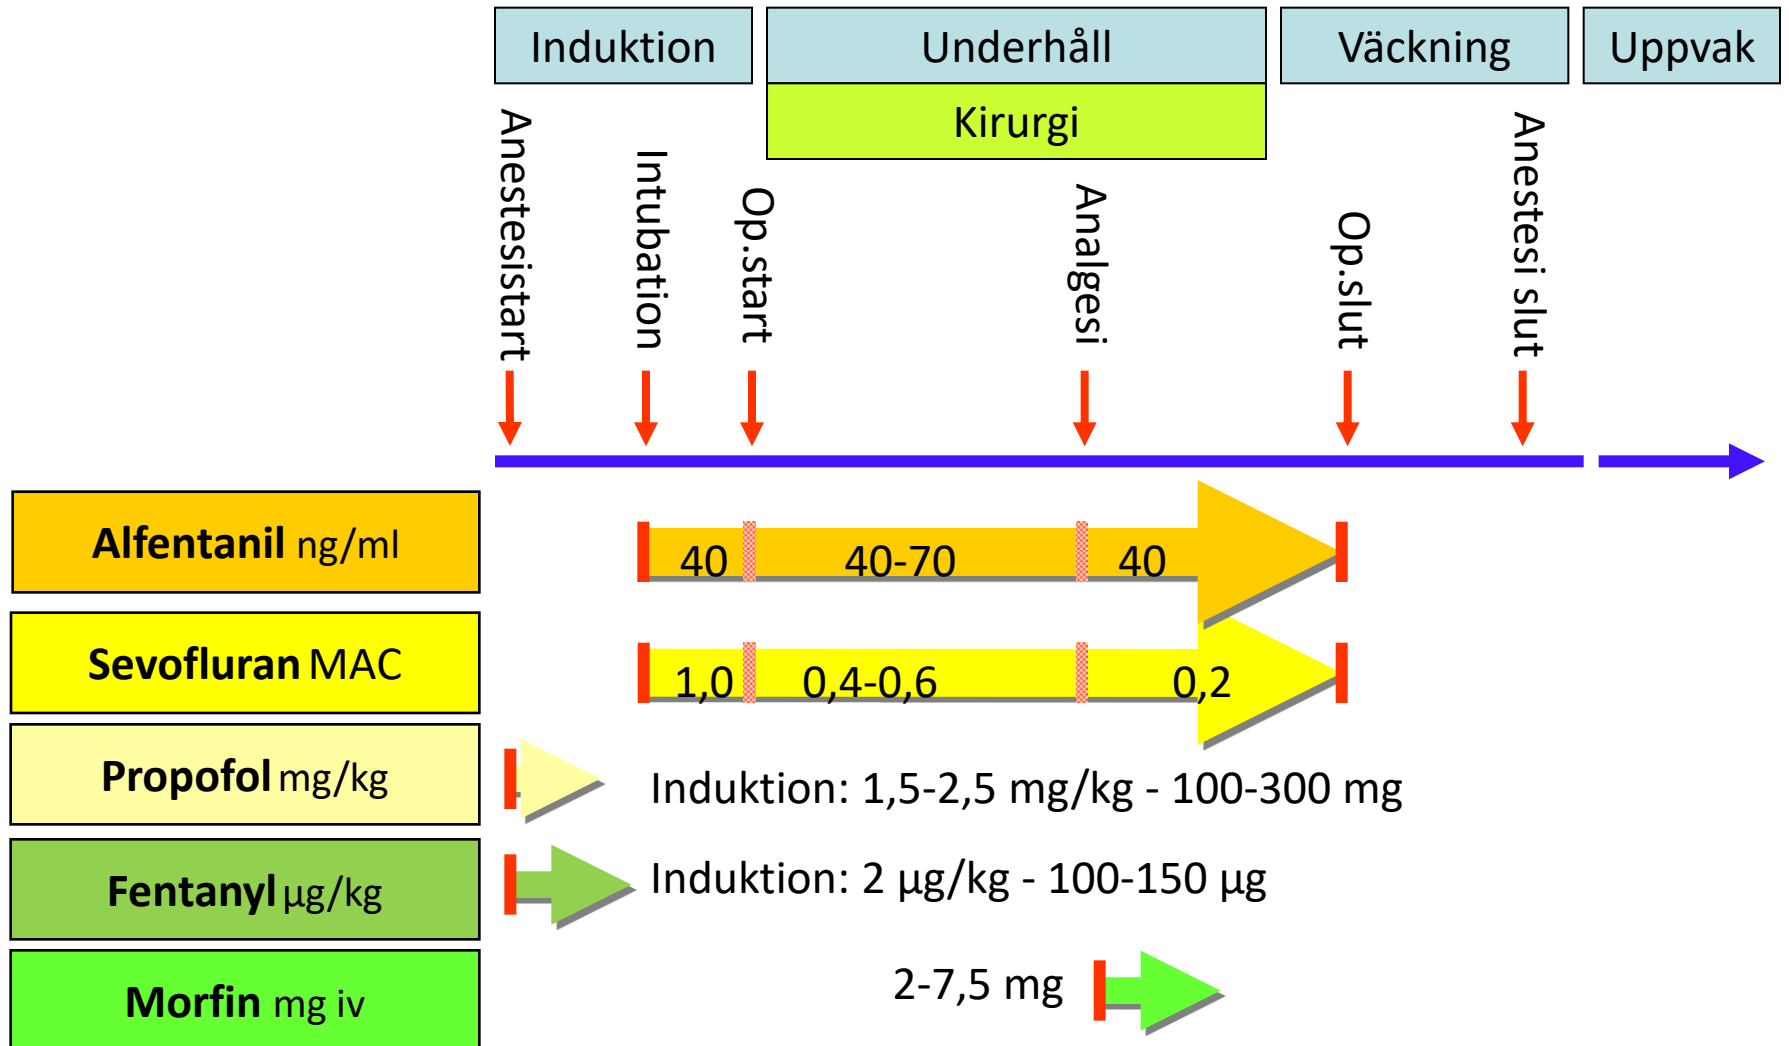 Induktion
Underhåll
Väckning
Uppvak
Kirurgi
Anestesistart
Intubation
Op.start
Analgesi
Op.slut
Anestesi slut
Alfentanil ng/ml
40
40-70
40
Sevofluran MAC
1,0
0,4-0,6
0,2
Propofol mg/kg
Induktion: 1,5-2,5 mg/kg - 100-300 mg
Fentanyl µg/kg
Induktion: 2 µg/kg - 100-150 µg
Morfin mg iv
2-7,5 mg